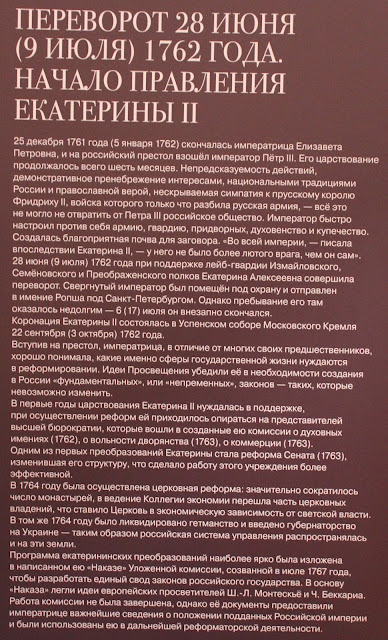 ПЕРЕВОРОТ 28 ИЮНЯ
(9 ИЮЛЯ) 1762 ГОДА.
НАЧАЛО ПРАВЛЕНИЯ
ЕКАТЕРИНЫ II
25 декабря 1761 года (5 января 1762) скончалась императрица Елизавета
Петровна, и на российский престол взошёл император Пётр III. Его царствование
продолжалось всего шесть месяцев. Непредсказуемость действий,
демонстративное пренебрежение интересами, национальными традициями
России и православной верой, нескрываемая симпатия к прусскому королю
Фридриху II, войска которого только что разбила русская армия, — всё это
не могло не отвратить от Петра III российское общество. Император быстро
настроил против себя армию, гвардию, придворных, духовенство и купечество.
Создалась благоприятная почва для заговора. «Во всей империи, — писала
впоследствии Екатерина II, — у него не было более лютого врага, чем он сам».
28 июня (9 июля) 1762 года при поддержке лейб-гвардии Измайловского,
Семёновского и Преображенского полков Екатерина Алексеевна совершила
переворот. Свергнутый император был помещён под охрану и отправлен
в имение Ропша под Санкт-Петербургом. Однако пребывание его там
оказалось недолгим — 6 (17) июля он внезапно скончался.
Коронация Екатерины II состоялась в Успенском соборе Московского Кремля
22 сентября (3 октября) 1762 года.
Вступив на престол, императрица, в отличие от многих своих предшественников,
хорошо понимала, какие именно сферы государственной жизни нуждаются
в реформировании. Идеи Просвещения убедили её в необходимости создания
в России «фундаментальных», или «непременных», законов — таких, которые
невозможно изменить.
В первые годы царствования Екатерина II нуждалась в поддержке,
при осуществлении реформ ей приходилось опираться на представителей
высшей бюрократии, которые вошли в созданные ею комиссии о духовных
имениях (1762), о вольности дворянства (1763), о коммерции (1763).
Одним из первых преобразований Екатерины стала реформа Сената (1763),
изменившая его структуру, что сделало работу этого учреждения более
эффективной.
В 1764 году была осуществлена церковная реформа: значительно сократилось
число монастырей, в ведение Коллегии экономии перешла часть церковных
владений, что ставило Церковь в экономическую зависимость от светской власти.
В том же 1764 году было ликвидировано гетманство и введено губернаторство
на Украине — таким образом российская система управления распространялась
и на эти земли.
Программа екатерининских преобразований наиболее ярко была изложена
в написанном ею «Наказе» Уложенной комиссии, созванной в июле 1767 года,
чтобы разработать единый свод законов российского государства. В основу
«Наказа» легли идеи европейских просветителей Ш.-Л. Монтескьё и Ч. Беккариа.
Работа комиссии не была завершена, однако её документы предоставили
императрице важнейшие сведения о положении подданных Российской империи
и были использованы ею в дальнейшей реформаторской деятельности.